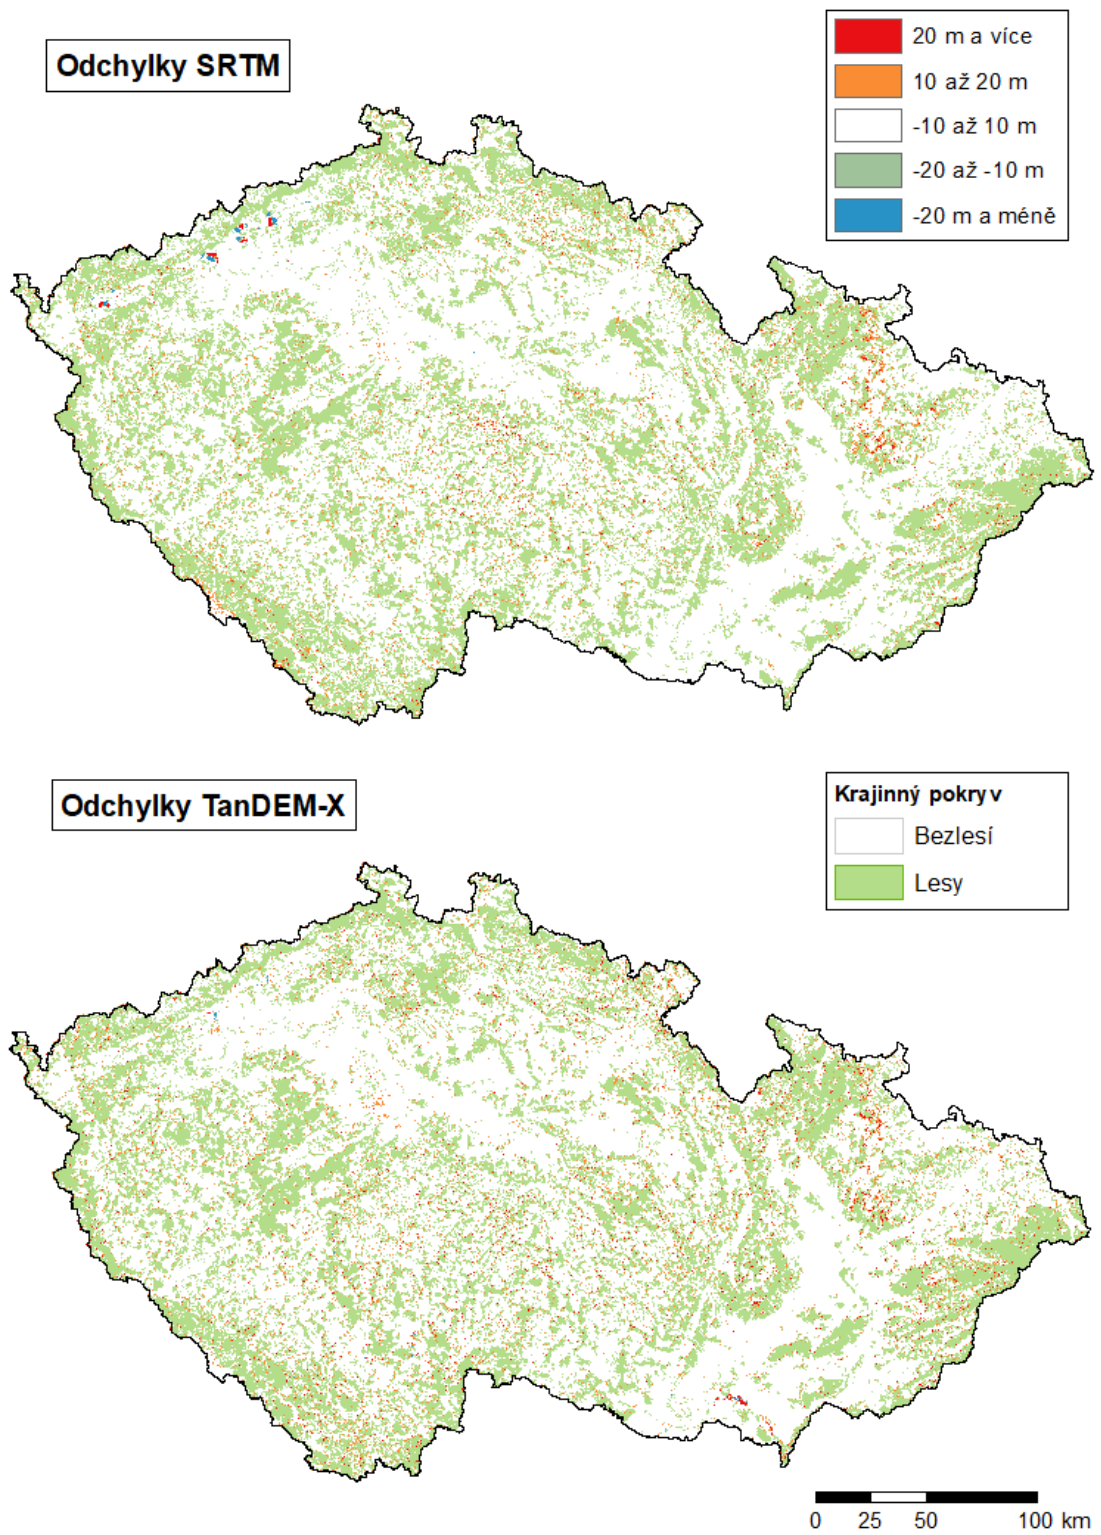 Odchylky SRTM
20 m a více
10 až 20 m
-10 až 10 m
-20 až -10 m
-20 m a méně
Odchylky TanDEM-X
Krajinný pokryv
Bezlesí
Lesy
0 25 50 100 km